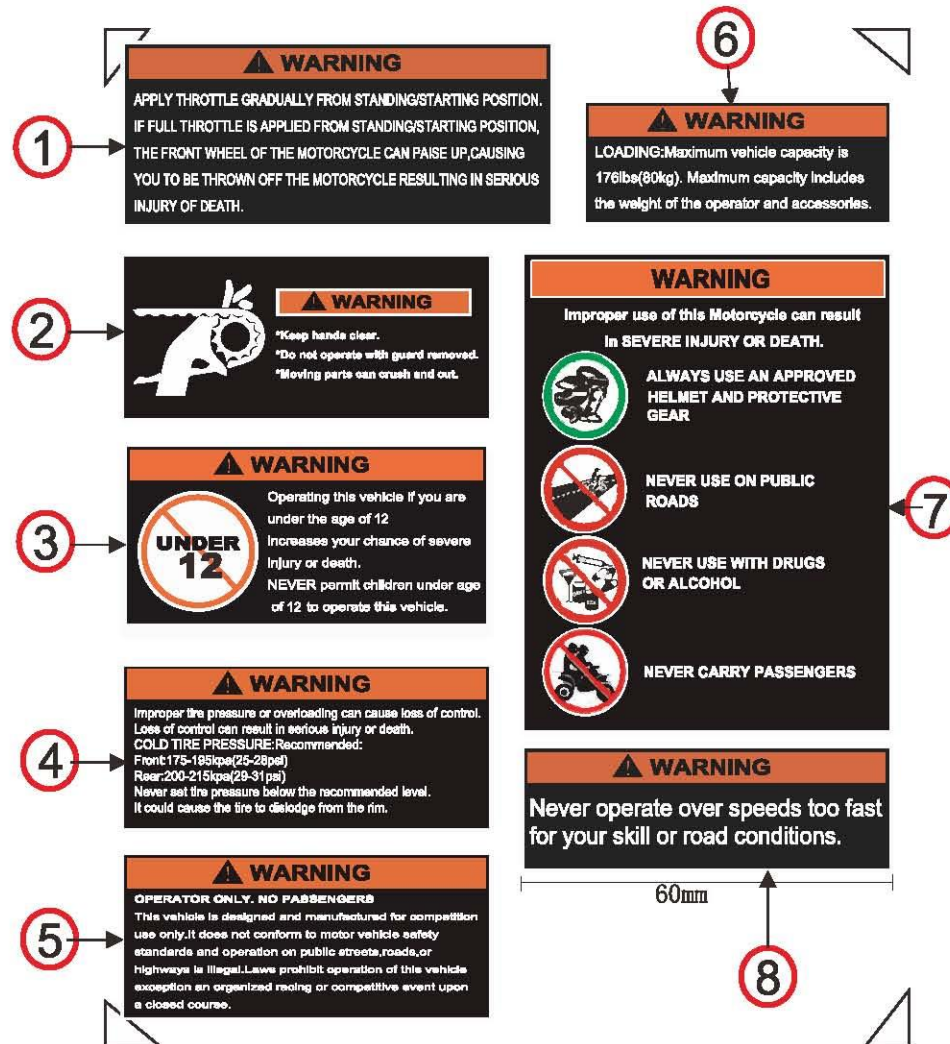 1
WARNING
APPLY THROTTLE GRADUALLY FROM STANDING/STARTING POSITION.
IF FULL THROTTLE IS APPLIED FROM STANDING/STARTING POSITION,
THE FRONT WHEEL OF THE MOTORCYCLE CAN PAISE UP,CAUSING
YOU TO BE THROWN OFF THE MOTORCYCLE RESULTING IN SERIOUS
INJURY OF DEATH.
2
WARNING
*Keep hands clear.
*Do not operate with guard removed.
*Moving parts can crush and cut.
3
WARNING
UNDER
12
Operating this vehicle if you are
under the age of 12
increases your chance of severe
injury or death.
NEVER permit children under age
of 12 to operate this vehicle.
4
WARNING
Improper tire pressure or overloading can cause loss of control.
Loss of control can result in serious injury or death.
COLD TIRE PRESSURE:Recommended:
Front:175-195kpa(25-28psi)
Rear:200-215kpa(29-31psi)
Never set tire pressure below the recommended level.
It could cause the tire to dislodge from the rim.
5
WARNING
OPERATOR ONLY. NO PASSENGERS
This vehicle is designed and manufactured for competition
use only.It does not conform to motor vehicle safety
standards and operation on public streets,roads,or
highways is illegal.Laws prohibit operation of this vehicle
exception an organized racing or competitive event upon
a closed course.
6
WARNING
LOADING:Maximum vehicle capacity is
176lbs(80kg). Maximum capacity includes
the weight of the operator and accessories.
7
WARNING
Improper use of this Motorcycle can result
in SEVERE INJURY OR DEATH.
ALWAYS USE AN APPROVED
HELMET AND PROTECTIVE
GEAR
NEVER USE ON PUBLIC
ROADS
NEVER USE WITH DRUGS
OR ALCOHOL
NEVER CARRY PASSENGERS
WARNING
Never operate over speeds too fast
for your skill or road conditions.
60mm
8